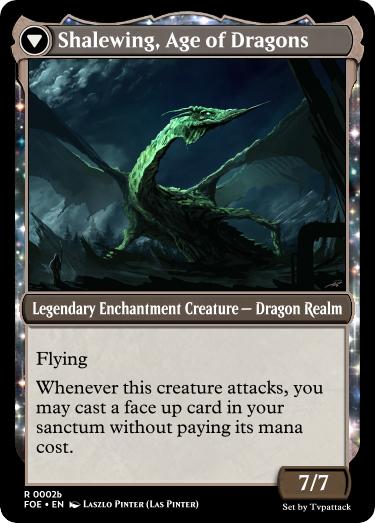 Shalewing, Age of Dragons
Legendary Enchantment Creature — Dragon Realm
Flying
Whenever this creature attacks, you
may cast a face up card in your
sanctum without paying its mana
cost.
7/7
R 0002b
FOE • EN Laszlo Pinter (Las Pinter)
Set by Tvpattack